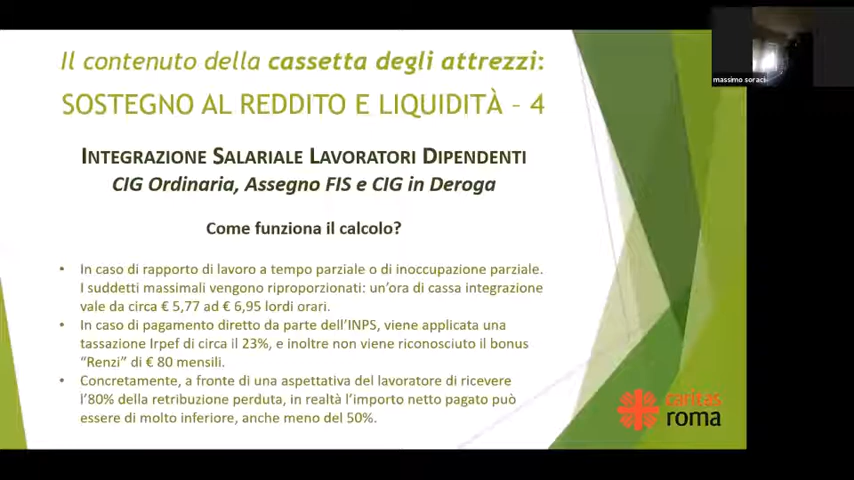 massimo soraci
Il contenuto della cassetta degli attrezzi:
SOSTEGNO AL REDDITO E LIQUIDITÀ – 4
INTEGRAZIONE SALARIALE LAVORATORI DIPENDENTI
CIG Ordinaria, Assegno FIS e CIG in Deroga
Come funziona il calcolo?
• In caso di rapporto di lavoro a tempo parziale o di inoccupazione parziale.
I suddetti massimali vengono riproporzionati: un'ora di cassa integrazione
vale da circa € 5,77 ad € 6,95 lordi orari.
• In caso di pagamento diretto da parte dell'INPS, viene applicata una
tassazione Irpef di circa il 23%, e inoltre non viene riconosciuto il bonus
"Renzi" di € 80 mensili.
• Concretamente, a fronte di una aspettativa del lavoratore di ricevere
l'80% della retribuzione perduta, in realtà l'importo netto pagato può
essere di molto inferiore, anche meno del 50%.
caritas
roma